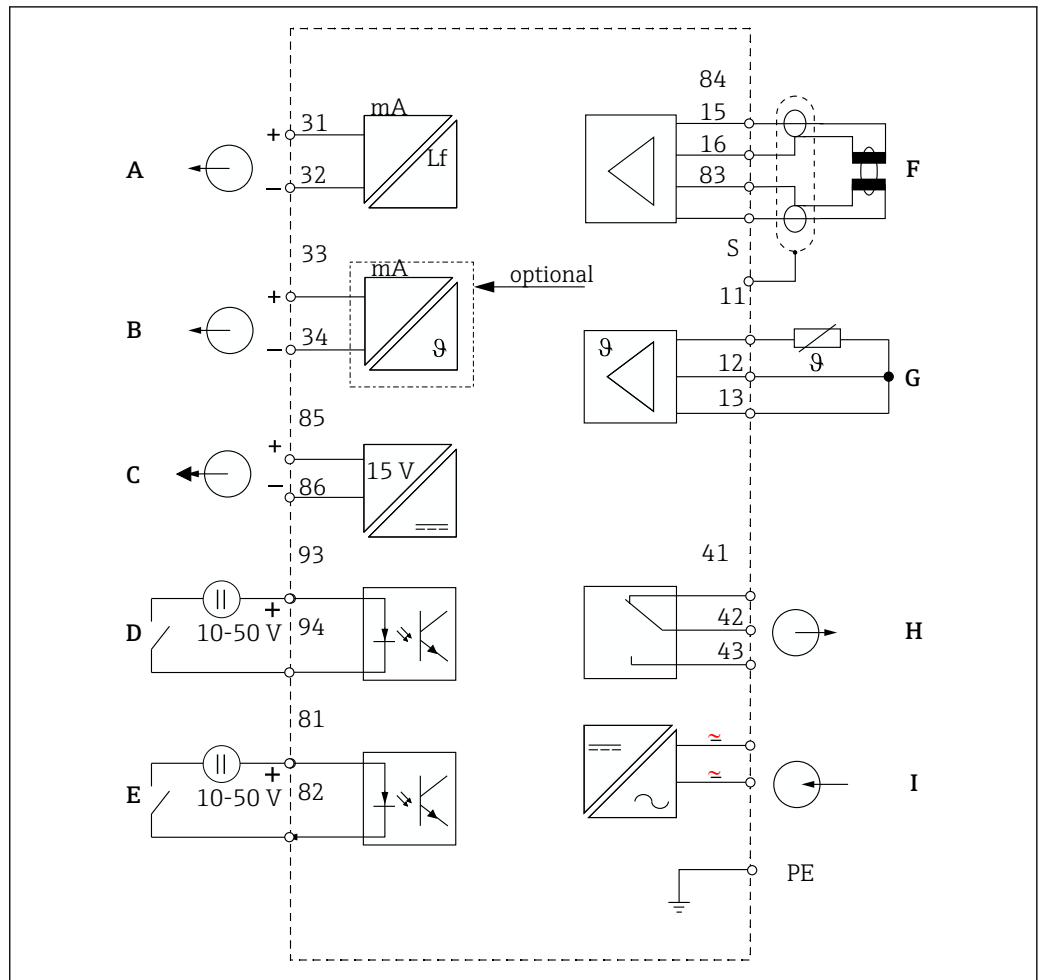 84
mA
15
31
+
16
Lf
A
F
32
−
83
33
S
mA
optional
11
+
ϑ
B
34
12
ϑ
−
ϑ
G
13
85
+
15 V
C
−
86
93
41
+
42
D
10-50 V
94
H
43
81
~
+
E
10-50 V
82
~
I
PE